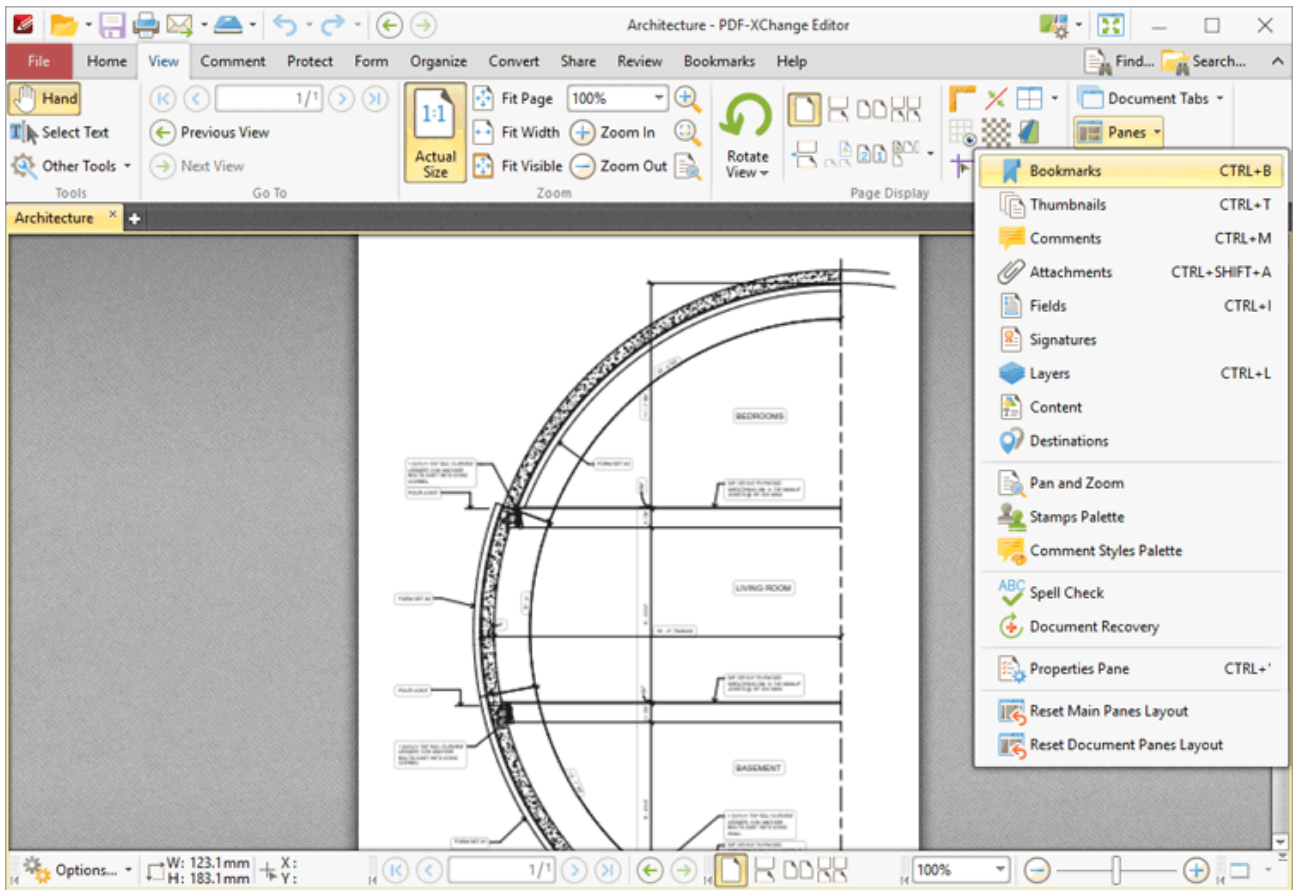 Architecture - PDF-XChange Editor
File Home View Comment Protect Form Organize Convert Share Review Bookmarks Help Find... Search...
Hand
Select Text
Other Tools
Tools
1/1
Previous View
Next View
Go To
1:1
Actual
Size
Fit Page 100%
Fit Width Zoom In
Fit Visible Zoom Out
Zoom
Rotate
View
Page Display
Document Tabs
Panes
Bookmarks CTRL+B
Thumbnails CTRL+T
Comments CTRL+M
Attachments CTRL+SHIFT+A
Fields CTRL+I
Signatures
Layers CTRL+L
Content
Destinations
Pan and Zoom
Stamps Palette
Comment Styles Palette
ABC Spell Check
Document Recovery
Properties Pane CTRL+'
Reset Main Panes Layout
Reset Document Panes Layout
Architecture
BEDROOMS
LIVING ROOM
BASEMENT
Options...
W: 123.1mm
H: 183.1mm
X:
Y:
1/1
100%